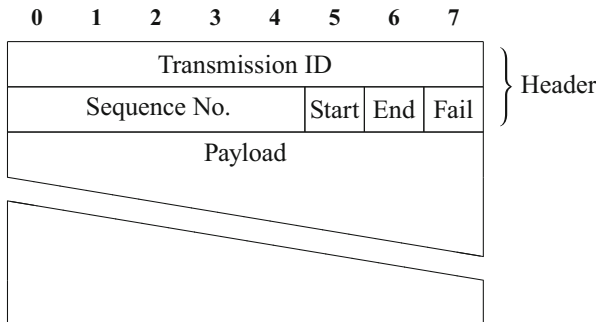 0 1 2 3 4 5 6 7
Transmission ID
Header
Sequence No. Start End Fail
Payload